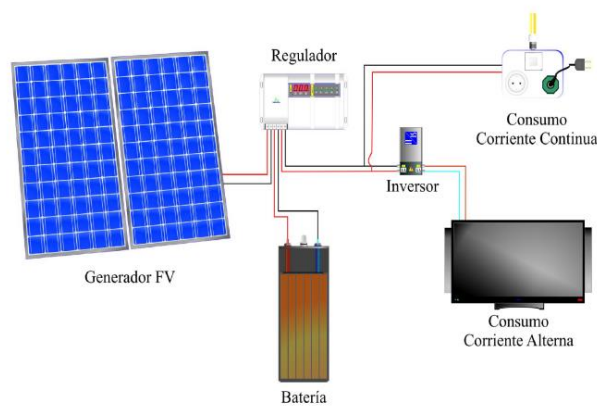 Regulador
Consumo
Corriente Continua
Inversor
Generador FV
Consumo
Corriente Alterna
Batería